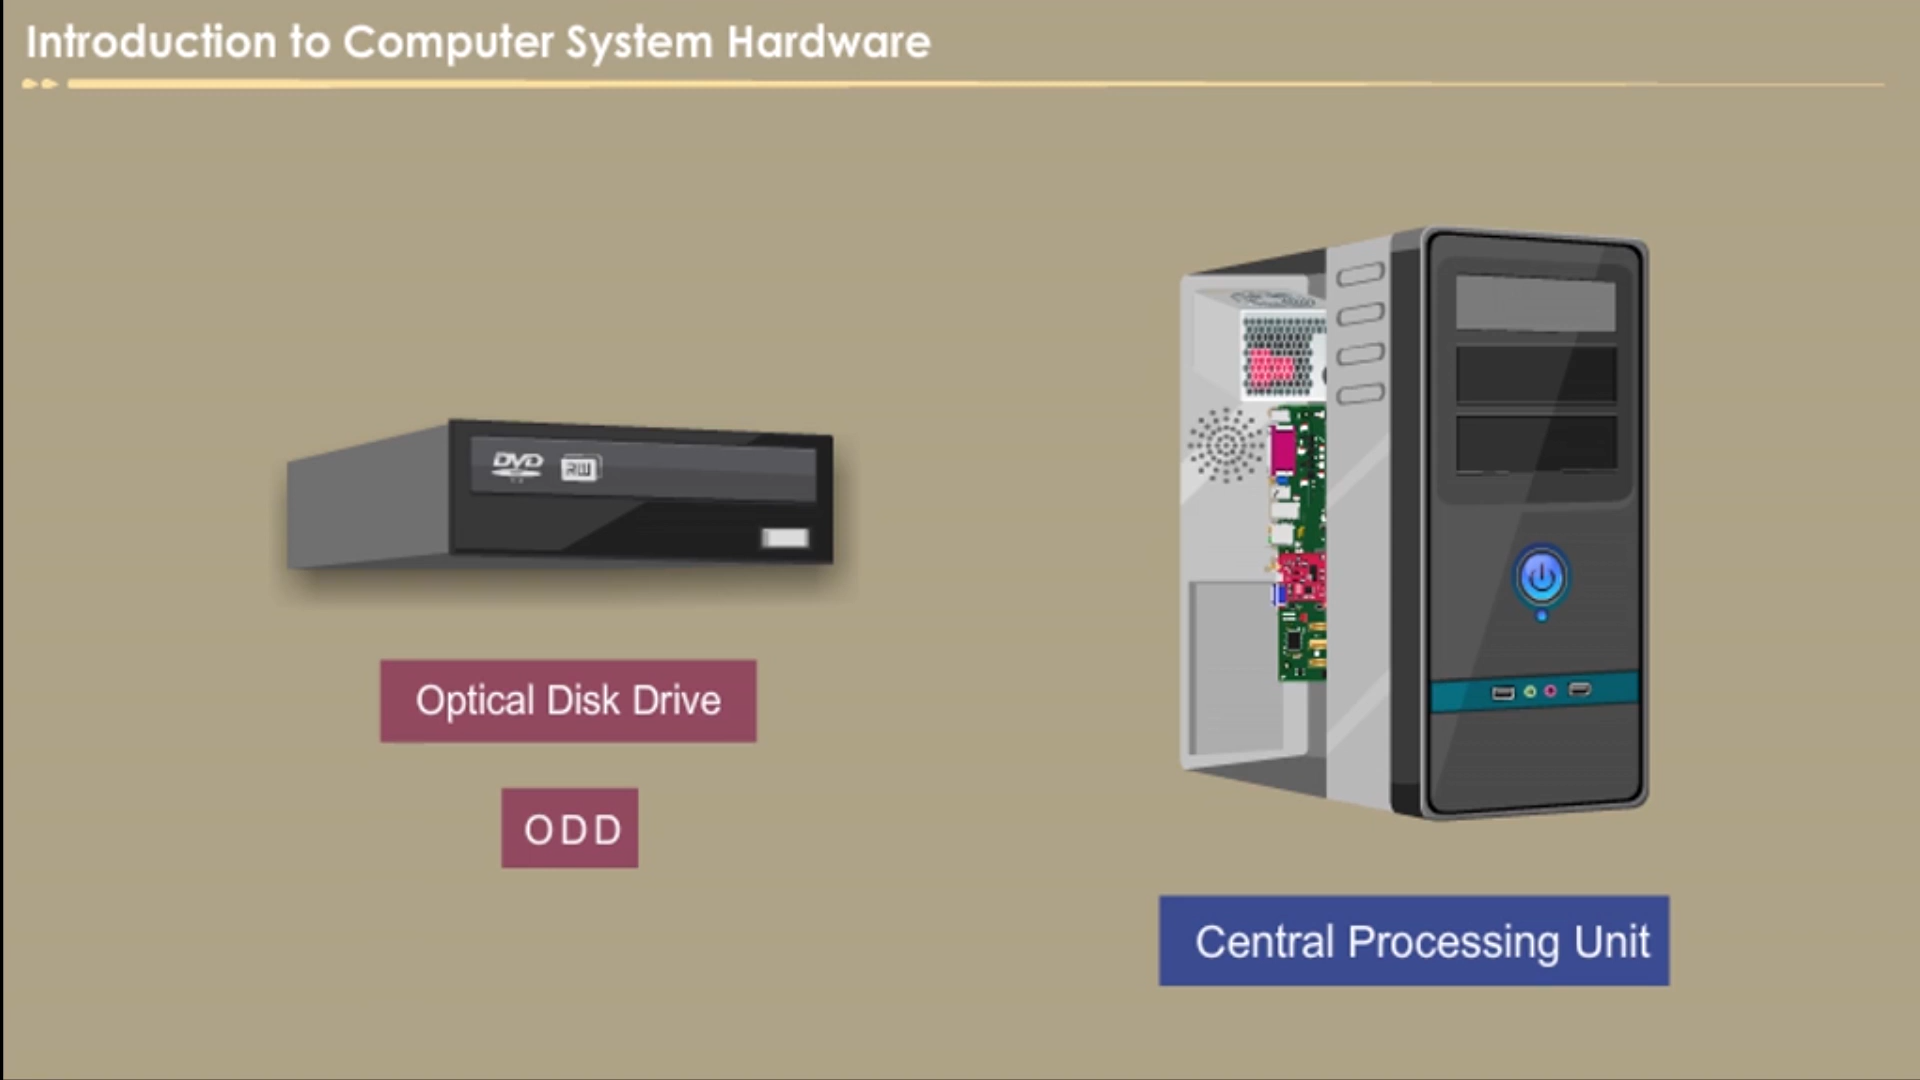 Introduction to Computer System Hardware
DVD RW
Optical Disk Drive
ODD
Central Processing Unit